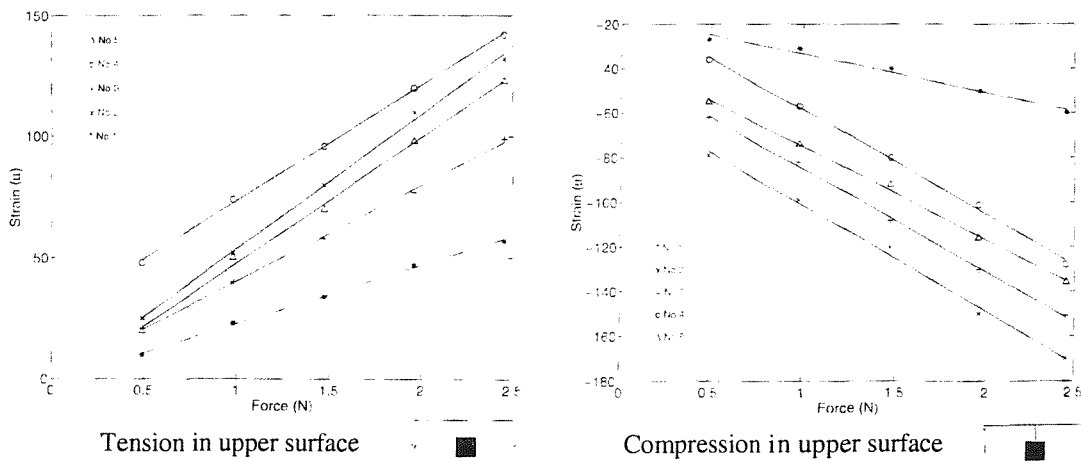 150
100
50
0
Strain (u)
No 5
No 4
No 3
No 2
No 1
0
0.5
1
1.5
2
2.5
Force (N)
Tension in upper surface
-20
-40
-60
-80
-100
-120
-140
-160
-180
Strain (u)
No 4
0
0.5
1
1.5
2
2.5
Force (N)
Compression in upper surface